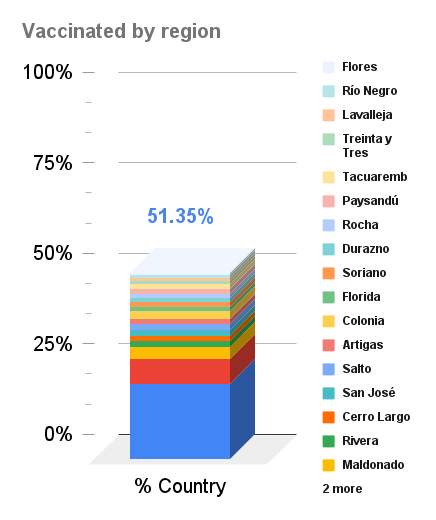 Vaccinated by region
100%
75%
50%
25%
0%
51.35%
% Country
Flores
Río Negro
Lavalleja
Treinta y
Tres
Tacuaremb
Paysandú
Rocha
Durazno
Soriano
Florida
Colonia
Artigas
Salto
San José
Cerro Largo
Rivera
Maldonado
2 more